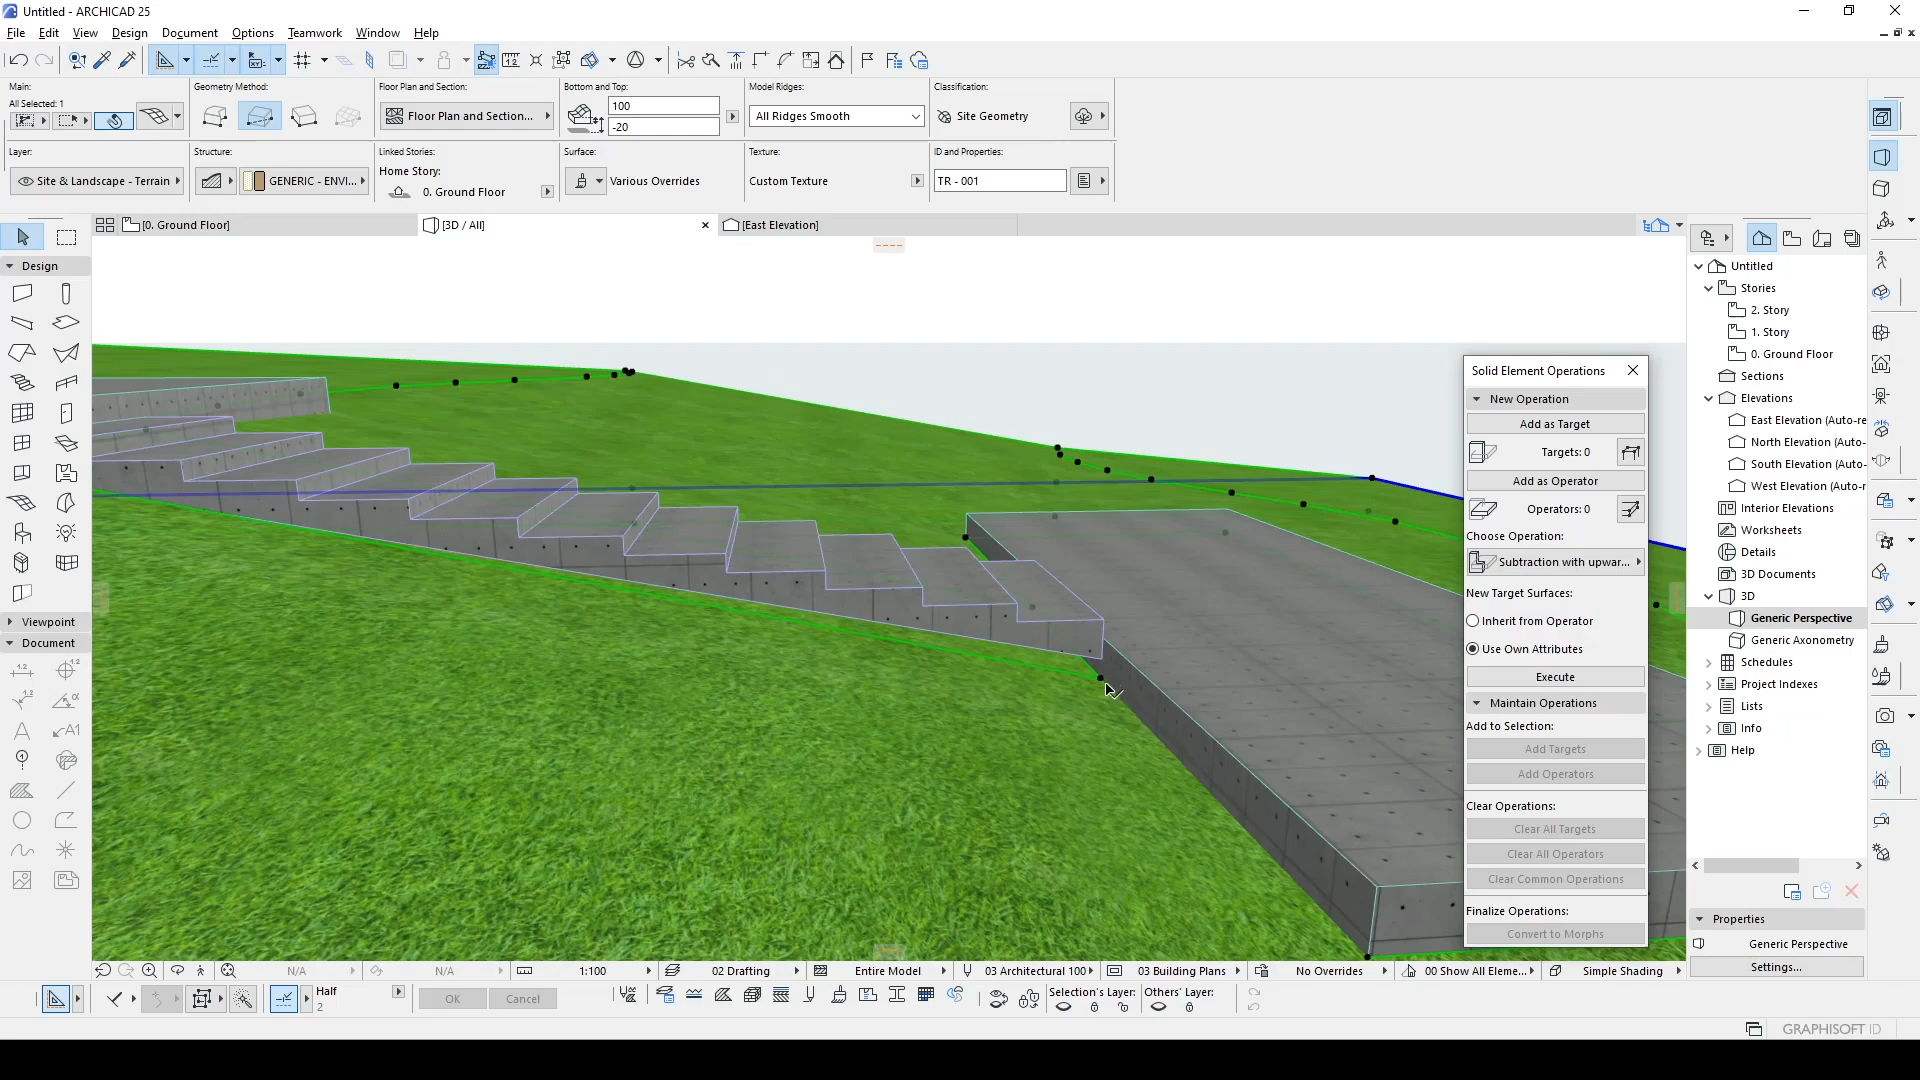 Untitled - ARCHICAD 25
File Edit View Design Document Options Teamwork Window Help
Main:
All Selected: 1
Geometry Method:
Floor Plan and Section:
Floor Plan and Section...
Bottom and Top:
100
-20
Model Ridges:
All Ridges Smooth
Classification:
Site Geometry
Layer:
Site & Landscape - Terrain
Structure:
GENERIC - ENVI...
Linked Stories:
Home Story:
0. Ground Floor
Surface:
Various Overrides
Texture:
Custom Texture
ID and Properties:
TR - 001
[0. Ground Floor]
[3D / All]
[East Elevation]
Design
Viewpoint
Document
Solid Element Operations
New Operation
Add as Target
Targets: 0
Add as Operator
Operators: 0
Choose Operation:
Subtraction with upwar...
New Target Surfaces:
Inherit from Operator
Use Own Attributes
Execute
Maintain Operations
Add to Selection:
Add Targets
Add Operators
Clear Operations:
Clear All Targets
Clear All Operators
Clear Common Operations
Finalize Operations:
Convert to Morphs
Untitled
Stories
2. Story
1. Story
0. Ground Floor
Sections
Elevations
East Elevation (Auto-re
North Elevation (Auto-
South Elevation (Auto-
West Elevation (Auto-r
Interior Elevations
Worksheets
Details
3D Documents
3D
Generic Perspective
Generic Axonometry
Schedules
Project Indexes
Lists
Info
Help
Properties
Generic Perspective
Settings...
N/A
N/A
1:100
02 Drafting
Entire Model
03 Architectural 100
03 Building Plans
No Overrides
00 Show All Eleme...
Simple Shading
Half
2
OK
Cancel
Selection's Layer:
Others' Layer:
GRAPHISOFT ID